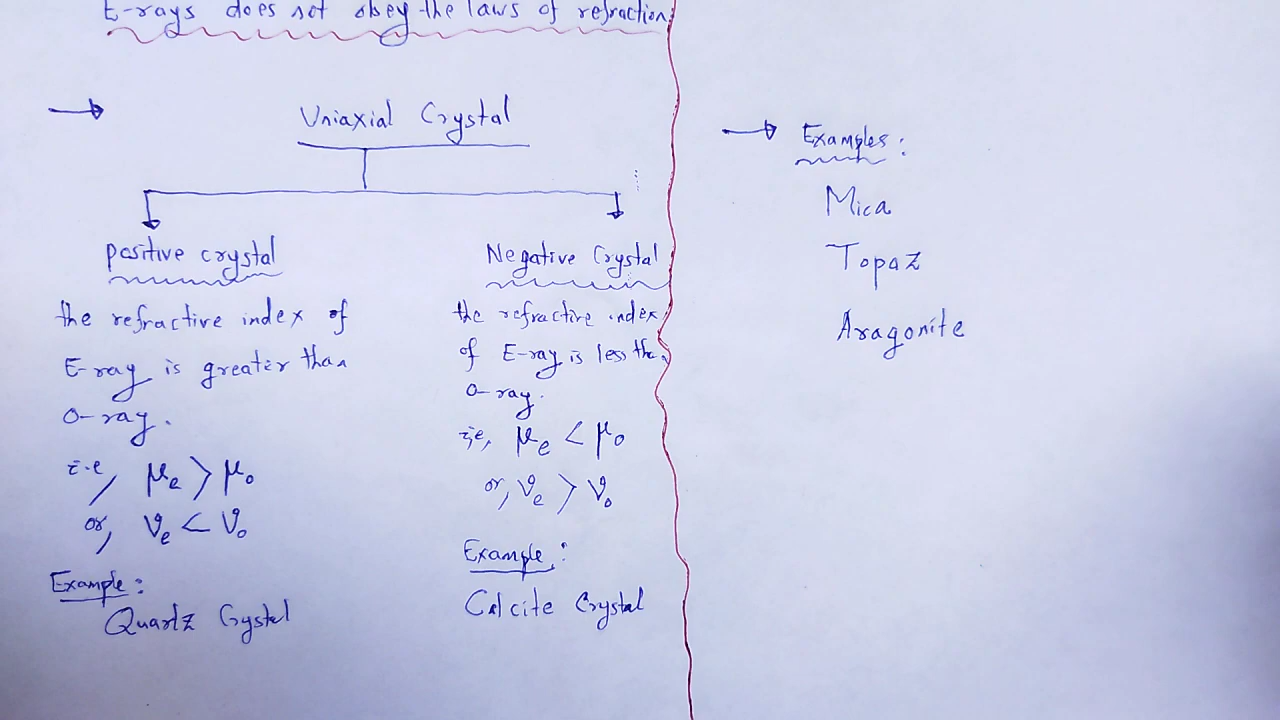 E-rays does not obey the laws of refraction.
Uniaxial Crystal
positive crystal
the refractive index of
E-ray is greater than
O-ray.
i.e, μe > μo
or, ve < vo
Example:
Quartz Crystal
Negative Crystal
the refractive index
of E-ray is less than
O-ray.
i.e, μe < μo
or, ve > vo
Example:
Calcite Crystal
Examples:
Mica
Topaz
Aragonite